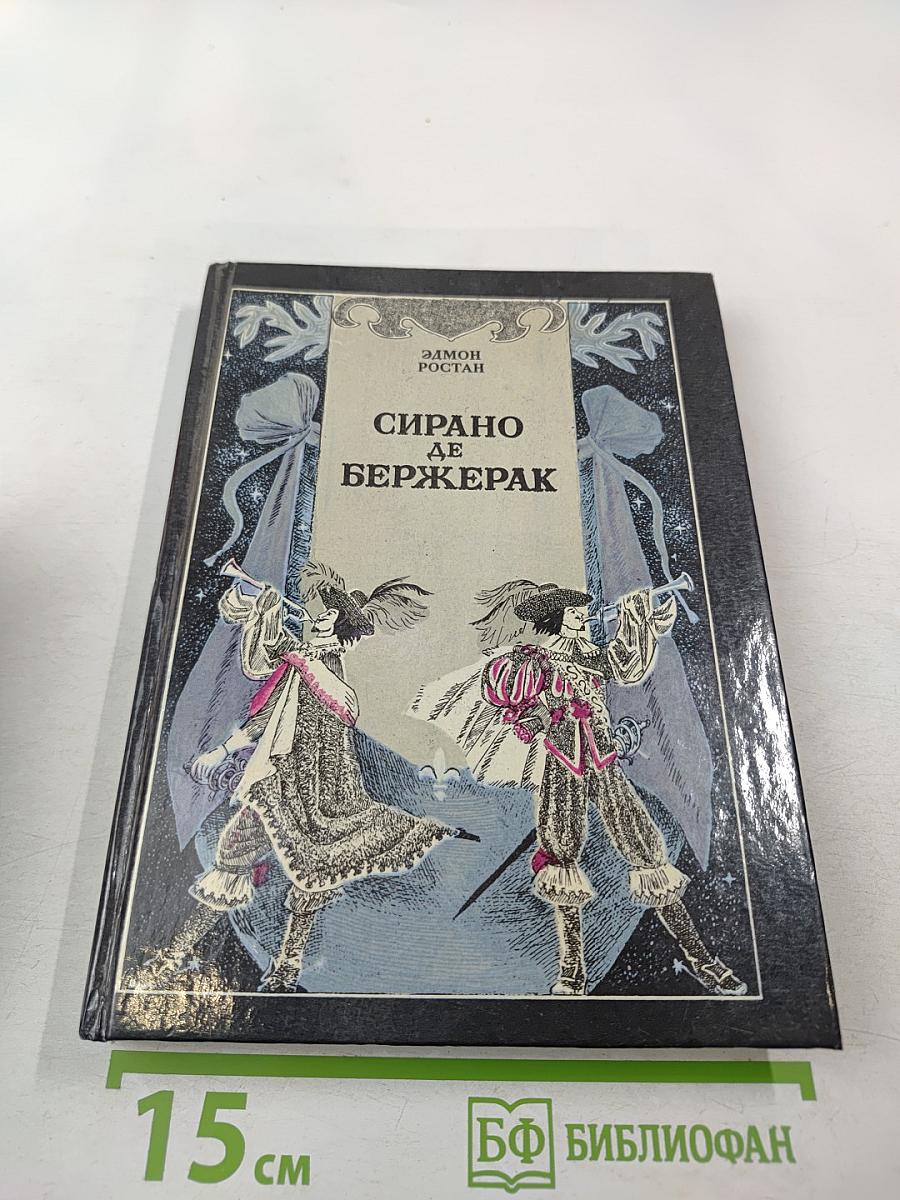 ЭДМОН
РОСТАН
СИРАНО
ДЕ
БЕРЖЕРАК
15 см
БФ БИБЛИОФАН